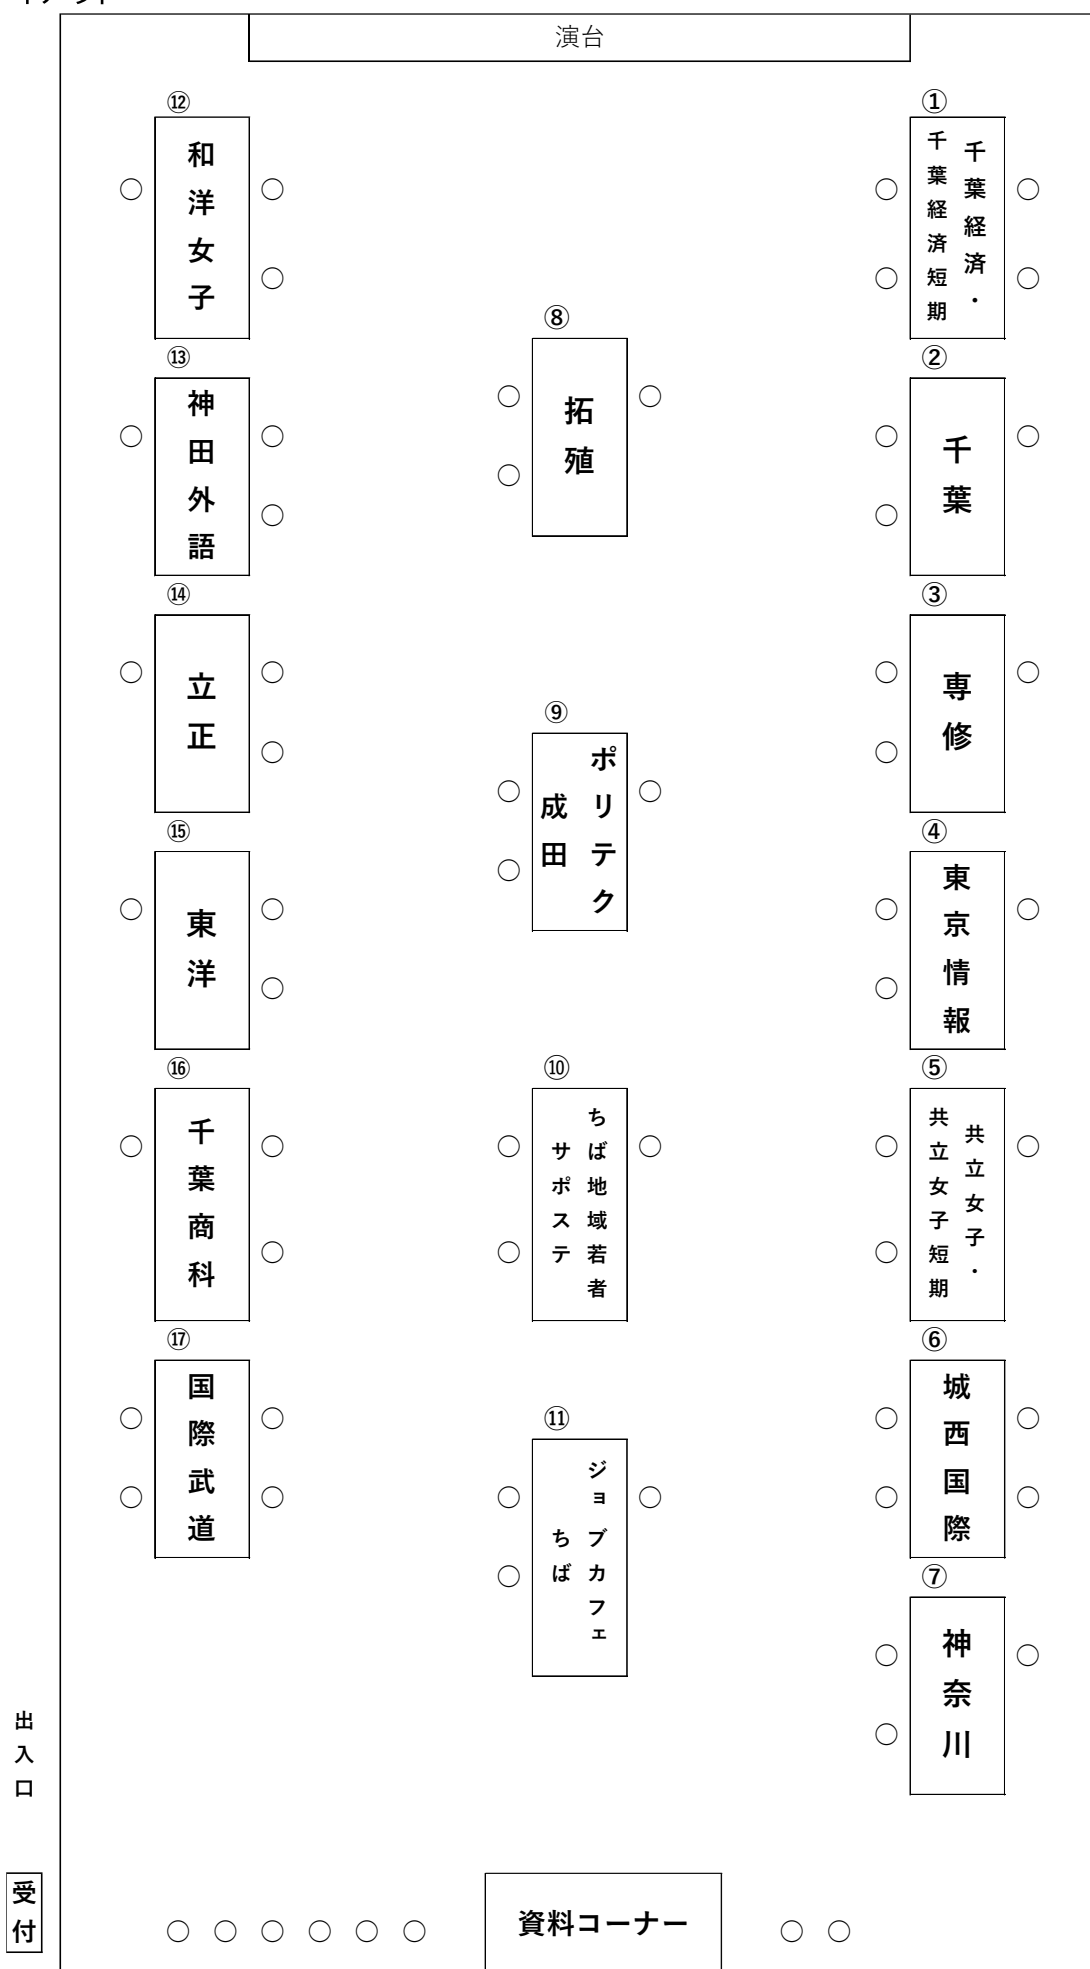 演台
①
千葉経済・
千葉経済短期
②
千葉
③
専修
④
東京情報
⑤
共立女子・
共立女子短期
⑥
城西国際
⑦
神奈川
⑧
拓殖
⑨
ポリテク
成田
⑩
ちば地域若者
サポステ
⑪
ジョブカフェ
ちば
⑫
和洋女子
⑬
神田外語
⑭
立正
⑮
東洋
⑯
千葉商科
⑰
国際武道
出入口
受付
資料コーナー